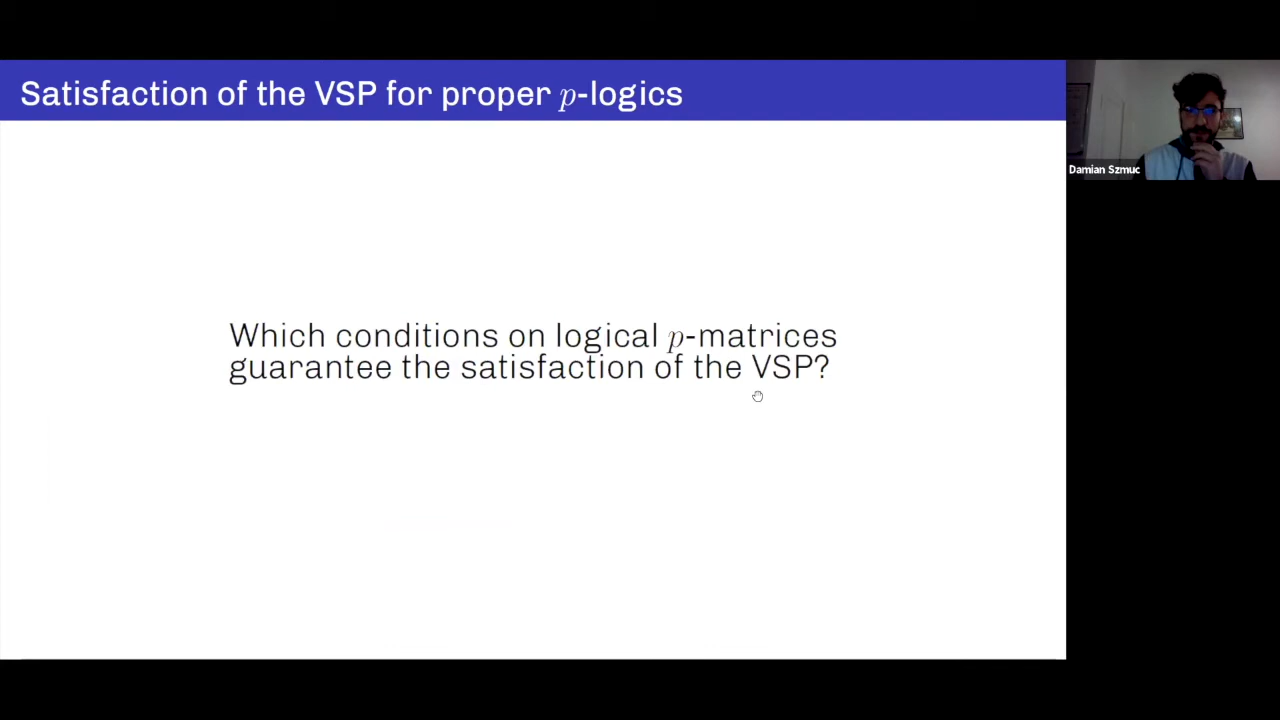 Satisfaction of the VSP for proper p-logics
Damian Szmuc
Which conditions on logical p-matrices
guarantee the satisfaction of the VSP?